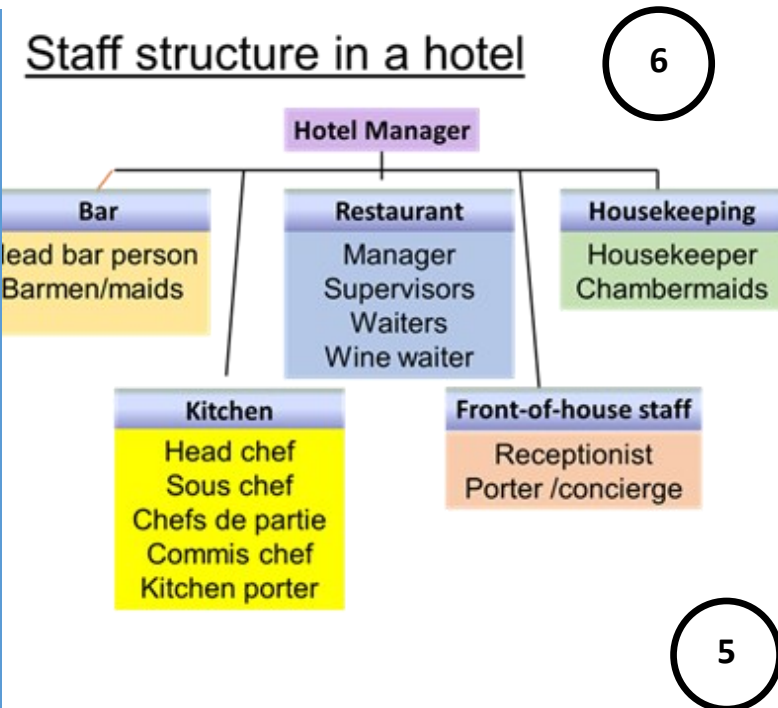 Staff structure in a hotel
6
Hotel Manager
Bar
ead bar person
Barmen/maids
Restaurant
Manager
Supervisors
Waiters
Wine waiter
Housekeeping
Housekeeper
Chambermaids
Kitchen
Head chef
Sous chef
Chefs de partie
Commis chef
Kitchen porter
Front-of-house staff
Receptionist
Porter /concierge
5